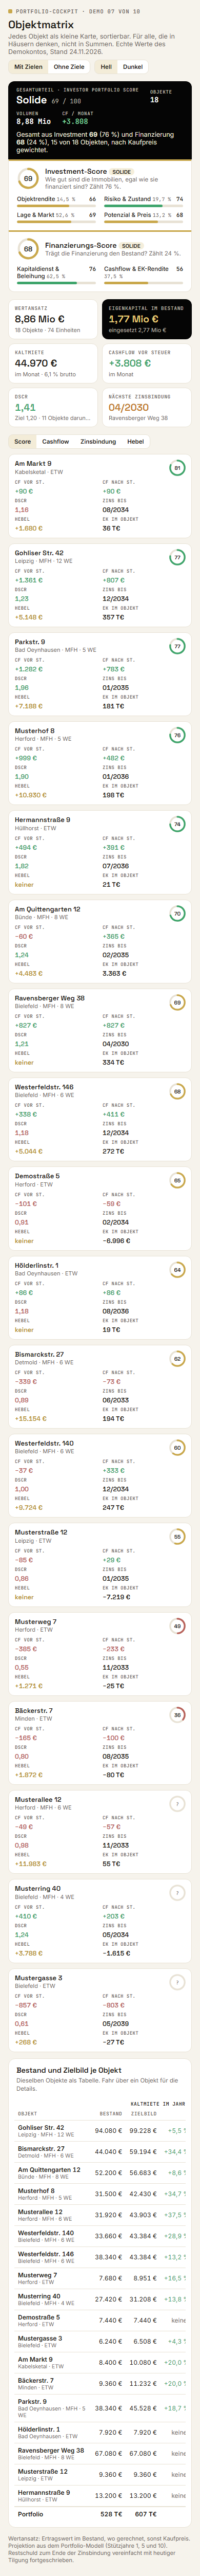 PORTFOLIO-COCKPIT · DEMO 07 VON 10
Objektmatrix
Jedes Objekt als kleine Karte, sortierbar. Für alle, die in
Häusern denken, nicht in Summen. Echte Werte des
Demokontos, Stand 24.11.2026.
Mit Zielen Ohne Ziele Hell Dunkel
GESAMTURTEIL · INVESTOR PORTFOLIO SCORE
Solide 69 / 100
OBJEKTE
18
VOLUMEN
8,88 Mio
CF / MONAT
+3.808
Gesamt aus Investment 69 (76 %) und Finanzierung
68 (24 %), 15 von 18 Objekten, nach Kaufpreis
gewichtet.
69
Investment-Score SOLIDE
Wie gut sind die Immobilien, egal wie sie
finanziert sind? Zählt 76 %.
Objektrendite 14,5 % 66
Risiko & Zustand 19,7 % 74
Lage & Markt 52,6 % 69
Potenzial & Preis 13,2 % 68
68
Finanzierungs-Score SOLIDE
Trägt die Finanzierung den Bestand? Zählt 24 %.
Kapitaldienst &
Beleihung 62,5 %
76
Cashflow & EK-Rendite
37,5 %
56
WERTANSATZ
8,86 Mio €
16 Objekte · 74 Einheiten
EIGENKAPITAL IM BESTAND
1,77 Mio €
eingesetzt 2,77 Mio €
KALTMIETE
44.970 €
im Monat · 6,1 % brutto
CASHFLOW VOR STEUER
+3.808 €
im Monat
DSCR
1,41
Ziel 1,20 · 11 Objekte darun…
NÄCHSTE ZINSBINDUNG
04/2030
Ravensberger Weg 38
Score Cashflow Zinsbindung Hebel
Am Markt 9
Kabelsketal · ETW
81
CF VOR ST.
+90 €
CF NACH ST.
+90 €
DSCR
1,16
ZINS BIS
08/2034
HEBEL
+1.680 €
EK IM OBJEKT
36 T€
Gohliser Str. 42
Leipzig · MFH · 12 WE
77
CF VOR ST.
+1.361 €
CF NACH ST.
+807 €
DSCR
1,23
ZINS BIS
12/2034
HEBEL
+5.148 €
EK IM OBJEKT
357 T€
Parkstr. 9
Bad Oeynhausen · MFH · 5 WE
77
CF VOR ST.
+1.282 €
CF NACH ST.
+783 €
DSCR
1,96
ZINS BIS
01/2035
HEBEL
+7.188 €
EK IM OBJEKT
181 T€
Musterhof 8
Herford · MFH · 5 WE
76
CF VOR ST.
+999 €
CF NACH ST.
+482 €
DSCR
1,90
ZINS BIS
01/2036
HEBEL
+10.930 €
EK IM OBJEKT
198 T€
Hermannstraße 9
Hüllhorst · ETW
74
CF VOR ST.
+494 €
CF NACH ST.
+391 €
DSCR
1,82
ZINS BIS
07/2036
HEBEL
keiner
EK IM OBJEKT
21 T€
Am Quittengarten 12
Bünde · MFH · 8 WE
70
CF VOR ST.
−60 €
CF NACH ST.
+365 €
DSCR
1,24
ZINS BIS
02/2035
HEBEL
+4.483 €
EK IM OBJEKT
3.363 €
Ravensberger Weg 38
Bielefeld · MFH · 8 WE
69
CF VOR ST.
+827 €
CF NACH ST.
+827 €
DSCR
1,21
ZINS BIS
04/2030
HEBEL
keiner
EK IM OBJEKT
334 T€
Westerfeldstr. 146
Bielefeld · MFH · 6 WE
68
CF VOR ST.
+338 €
CF NACH ST.
+411 €
DSCR
1,18
ZINS BIS
12/2034
HEBEL
+5.044 €
EK IM OBJEKT
272 T€
Demostraße 5
Herford · ETW
65
CF VOR ST.
−101 €
CF NACH ST.
−59 €
DSCR
0,91
ZINS BIS
02/2034
HEBEL
keiner
EK IM OBJEKT
−6.996 €
Hölderlinstr. 1
Bad Oeynhausen · ETW
64
CF VOR ST.
+86 €
CF NACH ST.
+86 €
DSCR
1,18
ZINS BIS
08/2036
HEBEL
keiner
EK IM OBJEKT
19 T€
Bismarckstr. 27
Detmold · MFH · 6 WE
62
CF VOR ST.
−339 €
CF NACH ST.
−73 €
DSCR
0,89
ZINS BIS
06/2033
HEBEL
+15.154 €
EK IM OBJEKT
194 T€
Westerfeldstr. 140
Bielefeld · MFH · 6 WE
60
CF VOR ST.
−37 €
CF NACH ST.
+333 €
DSCR
1,00
ZINS BIS
12/2034
HEBEL
+9.724 €
EK IM OBJEKT
247 T€
Musterstraße 12
Leipzig · ETW
55
CF VOR ST.
−85 €
CF NACH ST.
+29 €
DSCR
0,86
ZINS BIS
01/2035
HEBEL
keiner
EK IM OBJEKT
−7.219 €
Musterweg 7
Herford · ETW
49
CF VOR ST.
−385 €
CF NACH ST.
−233 €
DSCR
0,55
ZINS BIS
11/2033
HEBEL
+1.271 €
EK IM OBJEKT
−25 T€
Bäckerstr. 7
Minden · ETW
36
CF VOR ST.
−165 €
CF NACH ST.
−100 €
DSCR
0,80
ZINS BIS
08/2035
HEBEL
+1.872 €
EK IM OBJEKT
−80 T€
Musterallee 12
Herford · MFH · 6 WE
?
CF VOR ST.
−49 €
CF NACH ST.
−57 €
DSCR
0,98
ZINS BIS
11/2033
HEBEL
+11.983 €
EK IM OBJEKT
55 T€
Musterring 40
Bielefeld · MFH · 4 WE
?
CF VOR ST.
+410 €
CF NACH ST.
+203 €
DSCR
1,24
ZINS BIS
05/2034
HEBEL
+3.788 €
EK IM OBJEKT
−1.615 €
Mustergasse 3
Bielefeld · ETW
?
CF VOR ST.
−957 €
CF NACH ST.
−803 €
DSCR
0,61
ZINS BIS
05/2039
HEBEL
+268 €
EK IM OBJEKT
−27 T€
Bestand und Zielbild je Objekt
Dieselben Objekte als Tabelle. Fahr über ein Objekt für die
Details.
KALTMIETE IM JAHR
OBJEKT BESTAND ZIELBILD
Gohliser Str. 42 94.080 € 99.228 € +5,5
Leipzig · MFH · 12 WE
Bismarckstr. 27 44.040 € 59.194 € +34,4
Detmold · MFH · 6 WE
Am Quittengarten 12 52.200 € 56.683 € +8,6
Bünde · MFH · 8 WE
Musterhof 8 31.500 € 42.430 € +34,7
Herford · MFH · 5 WE
Musterallee 12 31.920 € 43.903 € +37,5
Herford · MFH · 6 WE
Westerfeldstr. 140 33.660 € 43.384 € +28,9
Bielefeld · MFH · 6 WE
Westerfeldstr. 146 38.340 € 43.384 € +13,2
Bielefeld · MFH · 6 WE
Musterweg 7 7.680 € 8.951 € +16,5
Herford · ETW
Musterring 40 27.420 € 31.208 € +13,8
Bielefeld · MFH · 4 WE
Demostraße 5 7.440 € 7.440 € keine
Herford · ETW
Mustergasse 3 6.240 € 6.508 € +4,3
Bielefeld · ETW
Am Markt 9 8.400 € 10.080 € +20,0
Kabelsketal · ETW
Bäckerstr. 7 9.360 € 11.232 € +20,0
Minden · ETW
Parkstr. 9 38.340 € 45.528 € +18,7
Bad Oeynhausen · MFH · 5
WE
Hölderlinstr. 1 7.920 € 7.920 € keine
Bad Oeynhausen · ETW
Ravensberger Weg 38 67.080 € 67.080 € keine
Bielefeld · MFH · 8 WE
Musterstraße 12 9.360 € 9.360 € keine
Leipzig · ETW
Hermannstraße 9 13.200 € 13.200 € keine
Hüllhorst · ETW
Portfolio 528 T€ 607 T€
Wertansatz: Ertragswert im Bestand, wo gerechnet, sonst Kaufpreis.
Projektion aus dem Portfolio-Modell (Stützjahre 1, 5 und 10).
Restschuld zum Ende der Zinsbindung vereinfacht mit heutiger
Tilgung fortgeschrieben.